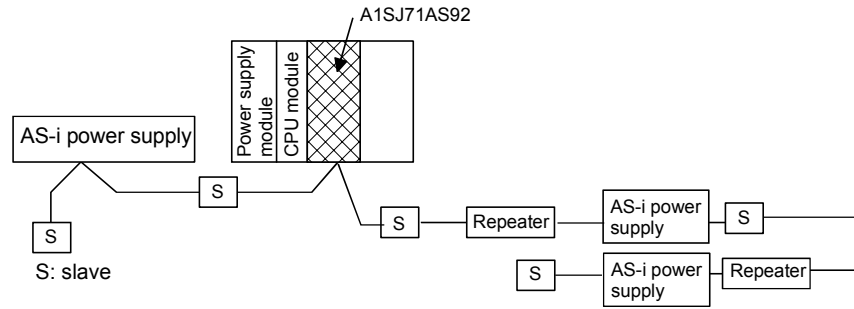 A1SJ71AS92
Power supply
module
CPU module
AS-i power supply
S
S
S: slave
S
Repeater
AS-i power
supply
S
S
AS-i power
supply
Repeater